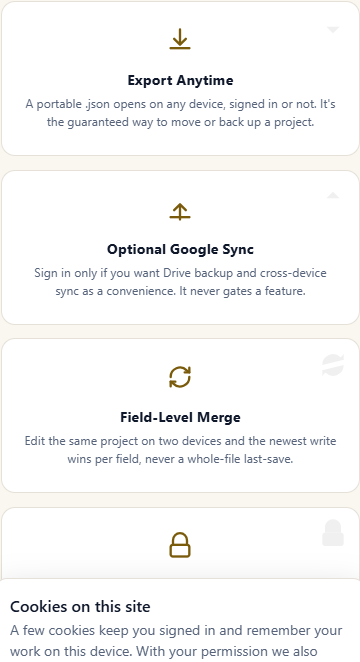 Export Anytime
A portable .json opens on any device, signed in or not. It's
the guaranteed way to move or back up a project.
Optional Google Sync
Sign in only if you want Drive backup and cross-device
sync as a convenience. It never gates a feature.
Field-Level Merge
Edit the same project on two devices and the newest write
wins per field, never a whole-file last-save.
Cookies on this site
A few cookies keep you signed in and remember your
work on this device. With your permission we also